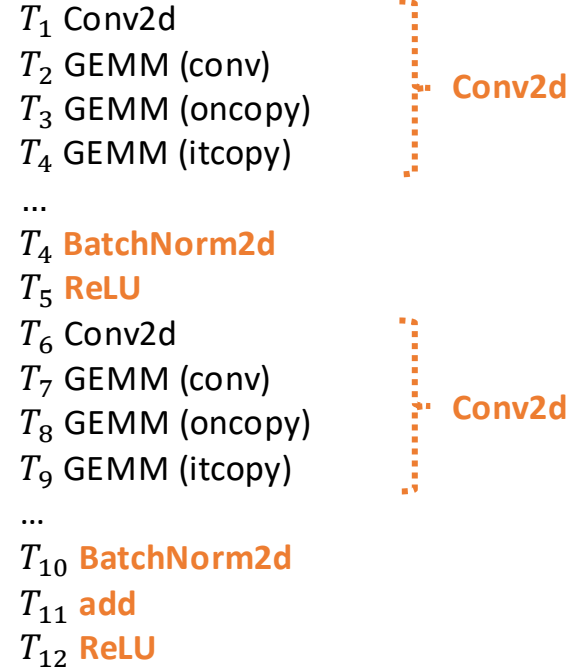 T₁ Conv2d
T₂ GEMM (conv)
Conv2d
T₃ GEMM (oncopy)
T₄ GEMM (itcopy)
...
T₄ BatchNorm2d
T₅ ReLU
T₆ Conv2d
T₇ GEMM (conv)
Conv2d
T₈ GEMM (oncopy)
T₉ GEMM (itcopy)
...
T₁₀ BatchNorm2d
T₁₁ add
T₁₂ ReLU